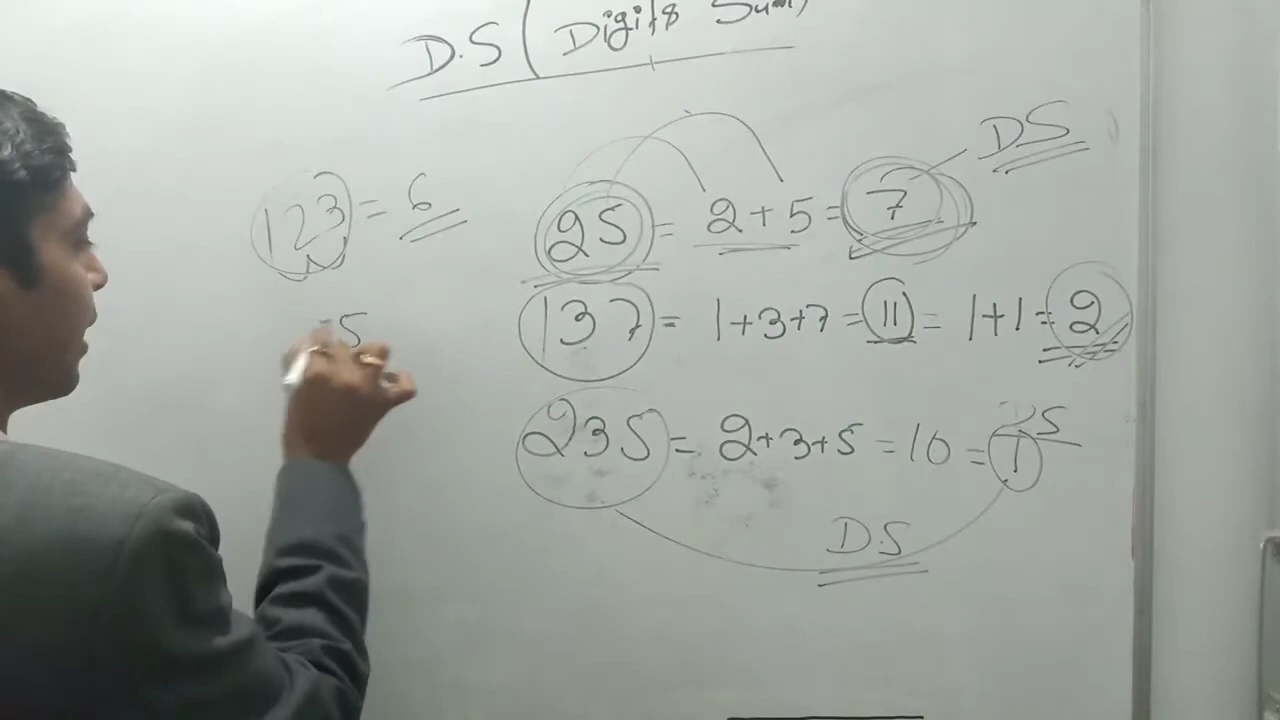 D.S ( Digits Sum)
DS
123 = 6
25 = 2 + 5 = 7
137 = 1+3+7 = 11 = 1+1 = 2
5
DS
235 = 2+3+5 = 10 = 1
D.S